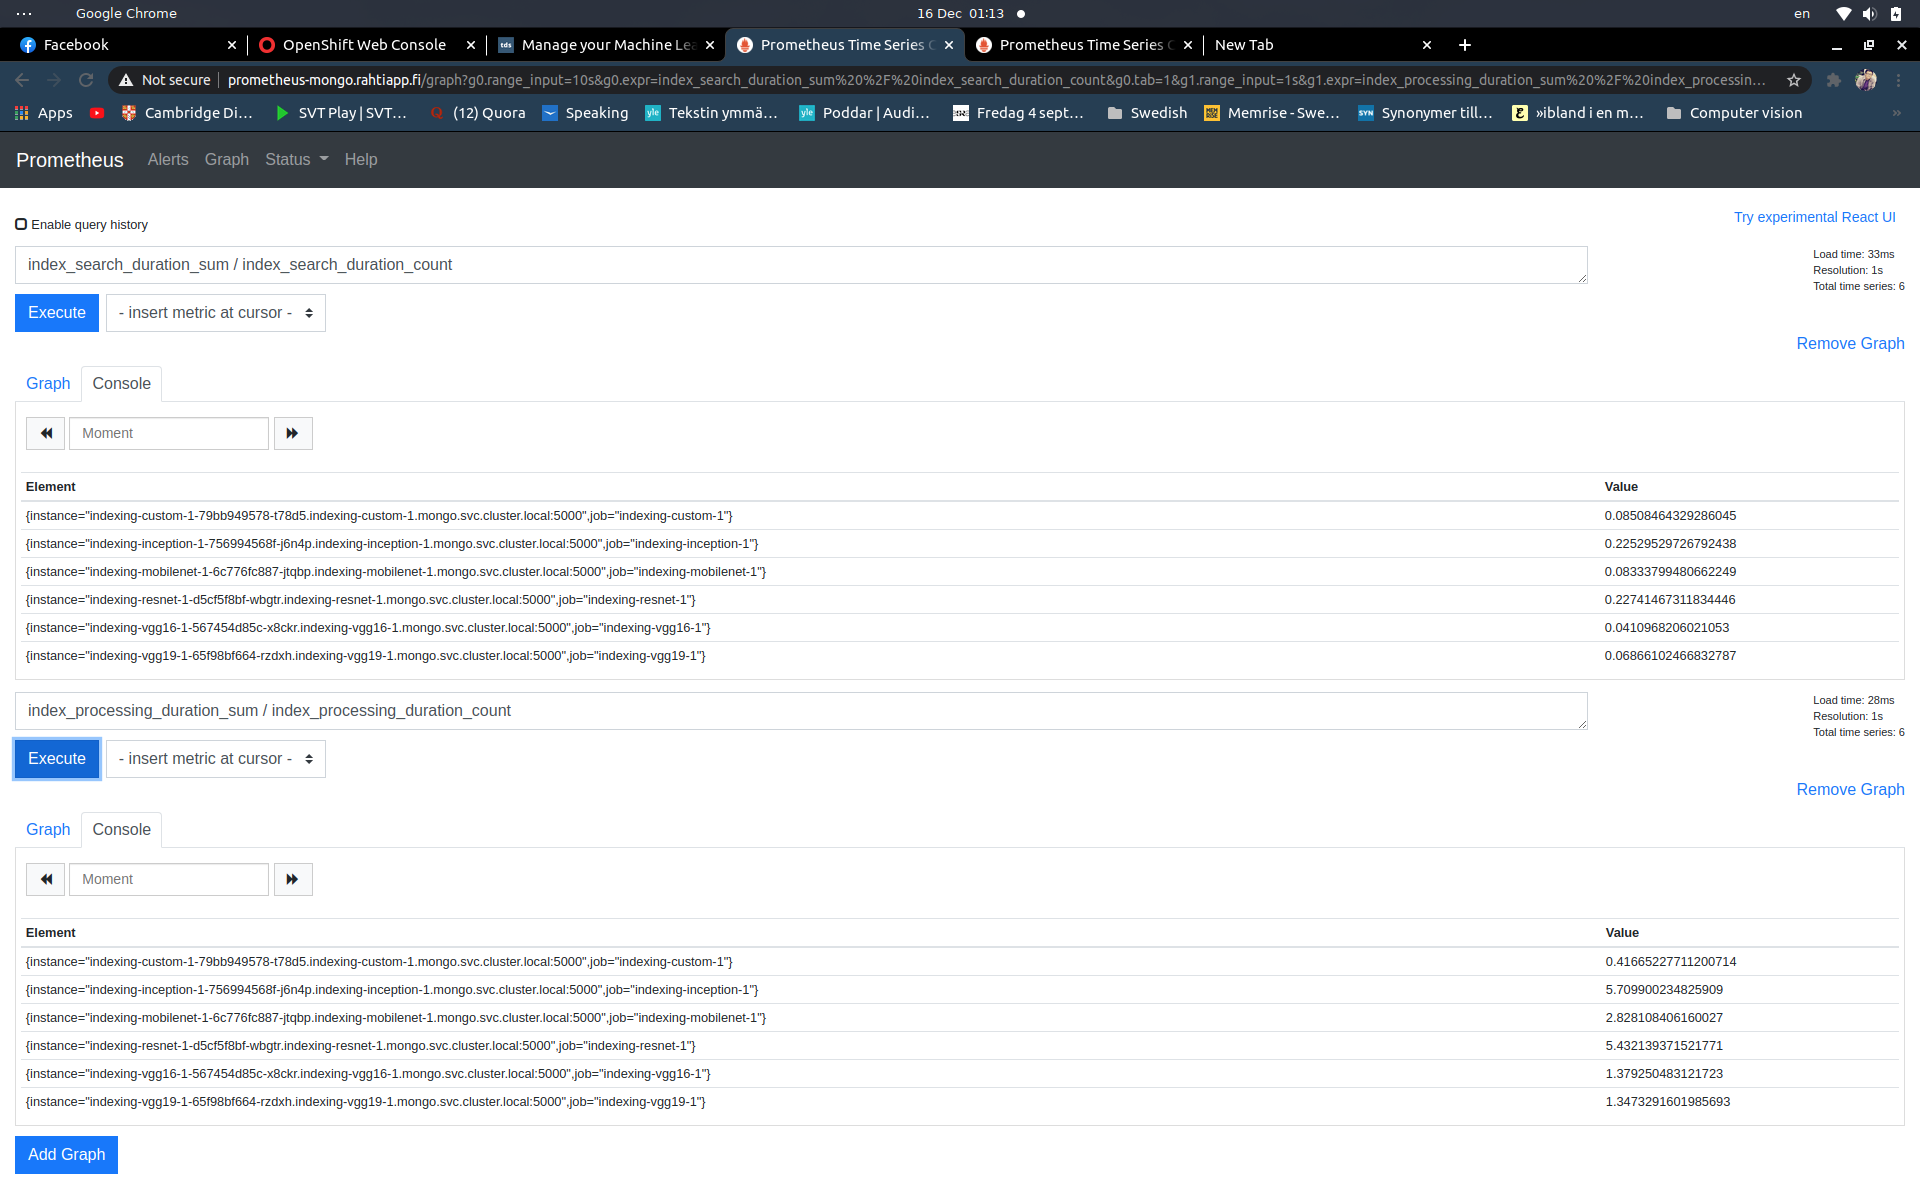 Google Chrome
16 Dec 01:13
en
Facebook
OpenShift Web Console
Manage your Machine Lea
Prometheus Time Series C
Prometheus Time Series C
New Tab
Not secure
prometheus-mongo.rahtiapp.fi/graph?g0.range_input=10s&g0.expr=index_search_duration_sum%20%2F%20index_search_duration_count&g0.tab=1&g1.range_input=1s&g1.expr=index_processing_duration_sum%20%2F%20index_processin...
Apps
Cambridge Di...
SVT Play | SVT...
Q (12) Quora
Speaking
yle Tekstin ymmä...
yle Poddar | Audi...
Fredag 4 sept...
Swedish
Memrise - Swe...
SYN Synonymer till...
»ibland i en m...
Computer vision
»
Prometheus
Alerts
Graph
Status
Help
Enable query history
Try experimental React UI
index_search_duration_sum / index_search_duration_count
Load time: 33ms
Resolution: 1s
Total time series: 6
Execute
- insert metric at cursor -
Remove Graph
Graph
Console
Moment
Element Value
{instance="indexing-custom-1-79bb949578-t78d5.indexing-custom-1.mongo.svc.cluster.local:5000",job="indexing-custom-1"} 0.08508464329286045
{instance="indexing-inception-1-756994568f-j6n4p.indexing-inception-1.mongo.svc.cluster.local:5000",job="indexing-inception-1"} 0.22529529726792438
{instance="indexing-mobilenet-1-6c776fc887-jtqbp.indexing-mobilenet-1.mongo.svc.cluster.local:5000",job="indexing-mobilenet-1"} 0.08333799480662249
{instance="indexing-resnet-1-d5cf5f8bf-wbgtr.indexing-resnet-1.mongo.svc.cluster.local:5000",job="indexing-resnet-1"} 0.22741467311834446
{instance="indexing-vgg16-1-567454d85c-x8ckr.indexing-vgg16-1.mongo.svc.cluster.local:5000",job="indexing-vgg16-1"} 0.0410968206021053
{instance="indexing-vgg19-1-65f98bf664-rzdxh.indexing-vgg19-1.mongo.svc.cluster.local:5000",job="indexing-vgg19-1"} 0.06866102466832787
index_processing_duration_sum / index_processing_duration_count
Load time: 28ms
Resolution: 1s
Total time series: 6
Execute
- insert metric at cursor -
Remove Graph
Graph
Console
Moment
Element Value
{instance="indexing-custom-1-79bb949578-t78d5.indexing-custom-1.mongo.svc.cluster.local:5000",job="indexing-custom-1"} 0.41665227711200714
{instance="indexing-inception-1-756994568f-j6n4p.indexing-inception-1.mongo.svc.cluster.local:5000",job="indexing-inception-1"} 5.709900234825909
{instance="indexing-mobilenet-1-6c776fc887-jtqbp.indexing-mobilenet-1.mongo.svc.cluster.local:5000",job="indexing-mobilenet-1"} 2.828108406160027
{instance="indexing-resnet-1-d5cf5f8bf-wbgtr.indexing-resnet-1.mongo.svc.cluster.local:5000",job="indexing-resnet-1"} 5.432139371521771
{instance="indexing-vgg16-1-567454d85c-x8ckr.indexing-vgg16-1.mongo.svc.cluster.local:5000",job="indexing-vgg16-1"} 1.379250483121723
{instance="indexing-vgg19-1-65f98bf664-rzdxh.indexing-vgg19-1.mongo.svc.cluster.local:5000",job="indexing-vgg19-1"} 1.3473291601985693
Add Graph